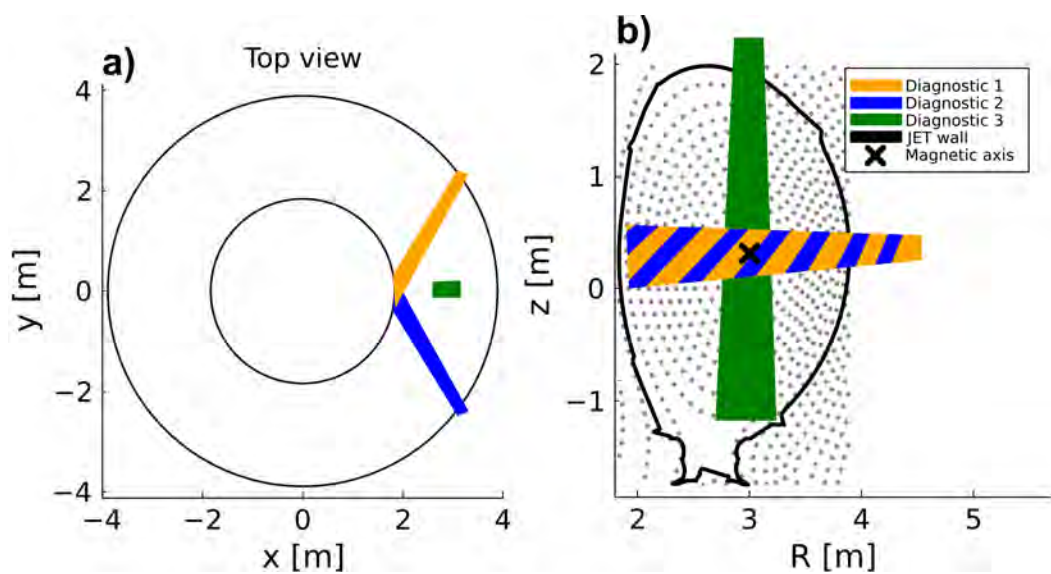 a)
Top view
4
2
0
−2
−4
y [m]
−4 −2 0 2 4
x [m]
b)
2
1
0
−1
z [m]
2 3 4 5
R [m]
Diagnostic 1
Diagnostic 2
Diagnostic 3
JET wall
Magnetic axis